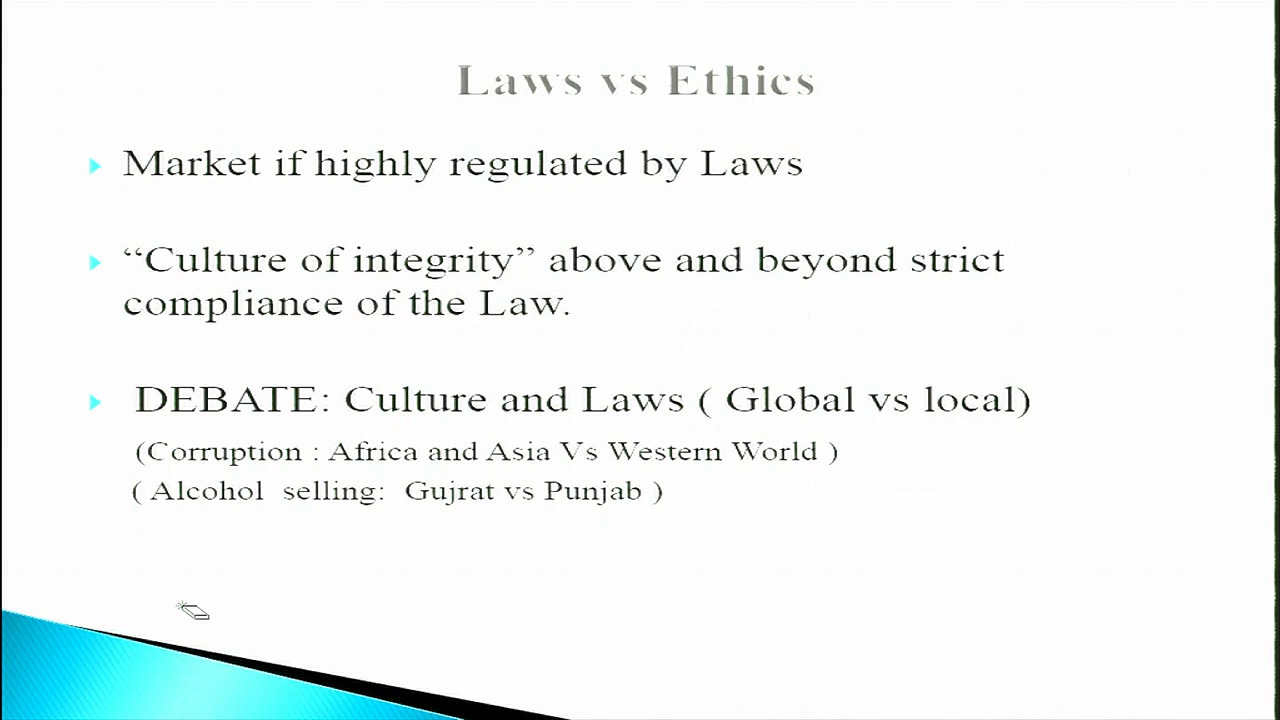 Laws vs Ethics
Market if highly regulated by Laws
“Culture of integrity” above and beyond strict
compliance of the Law.
DEBATE: Culture and Laws ( Global vs local)
(Corruption : Africa and Asia Vs Western World )
( Alcohol selling: Gujrat vs Punjab )